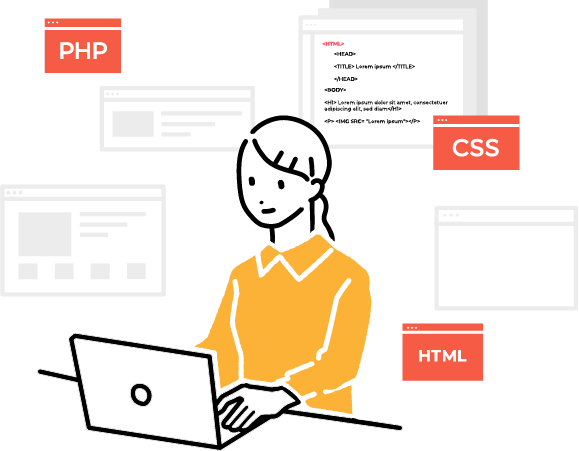 PHP
<HTML>
<HEAD>
<TITLE> Lorem ipsum </TITLE>
</HEAD>
<BODY>
<H1> Lorem ipsum dolor sit amet, consectetuer
adipiscing elit, sed diam</H1>
<P> <IMG SRC= "Lorem ipsum"></P>
CSS
HTML